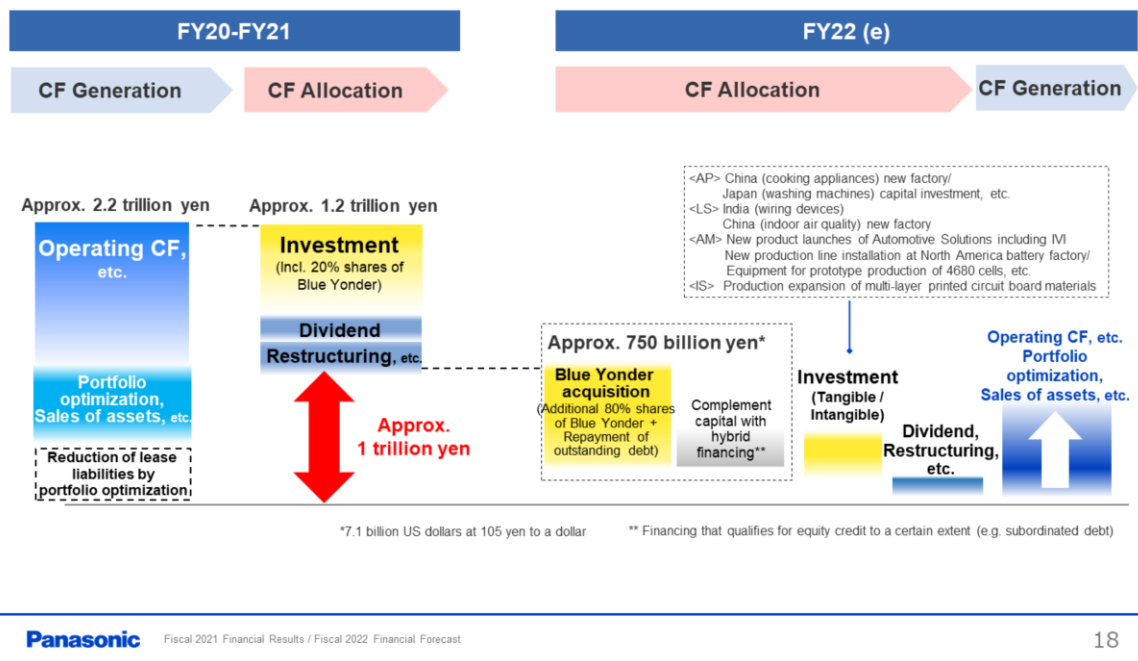 FY20-FY21
FY22 (e)
CF Generation
CF Allocation
CF Allocation
CF Generation
Approx. 2.2 trillion yen
Operating CF,
etc.
Portfolio
optimization,
Sales of assets, etc.
Reduction of lease
liabilities by
portfolio optimization
Approx. 1.2 trillion yen
Investment
(Incl. 20% shares of
Blue Yonder)
Dividend
Restructuring, etc.
Approx.
1 trillion yen
Approx. 750 billion yen*
Blue Yonder
acquisition
(Additional 80% shares
of Blue Yonder +
Repayment of
outstanding debt)
Complement
capital with
hybrid
financing**
<AP> China (cooking appliances) new factory/
Japan (washing machines) capital investment, etc.
<LS> India (wiring devices)
China (indoor air quality) new factory
<AM> New product launches of Automotive Solutions including IVI
New production line installation at North America battery factory/
Equipment for prototype production of 4680 cells, etc.
<IS> Production expansion of multi-layer printed circuit board materials
Investment
(Tangible /
Intangible)
Dividend,
Restructuring,
etc.
Operating CF, etc.
Portfolio
optimization,
Sales of assets, etc.
*7.1 billion US dollars at 105 yen to a dollar
** Financing that qualifies for equity credit to a certain extent (e.g. subordinated debt)
Panasonic
Fiscal 2021 Financial Results / Fiscal 2022 Financial Forecast
18